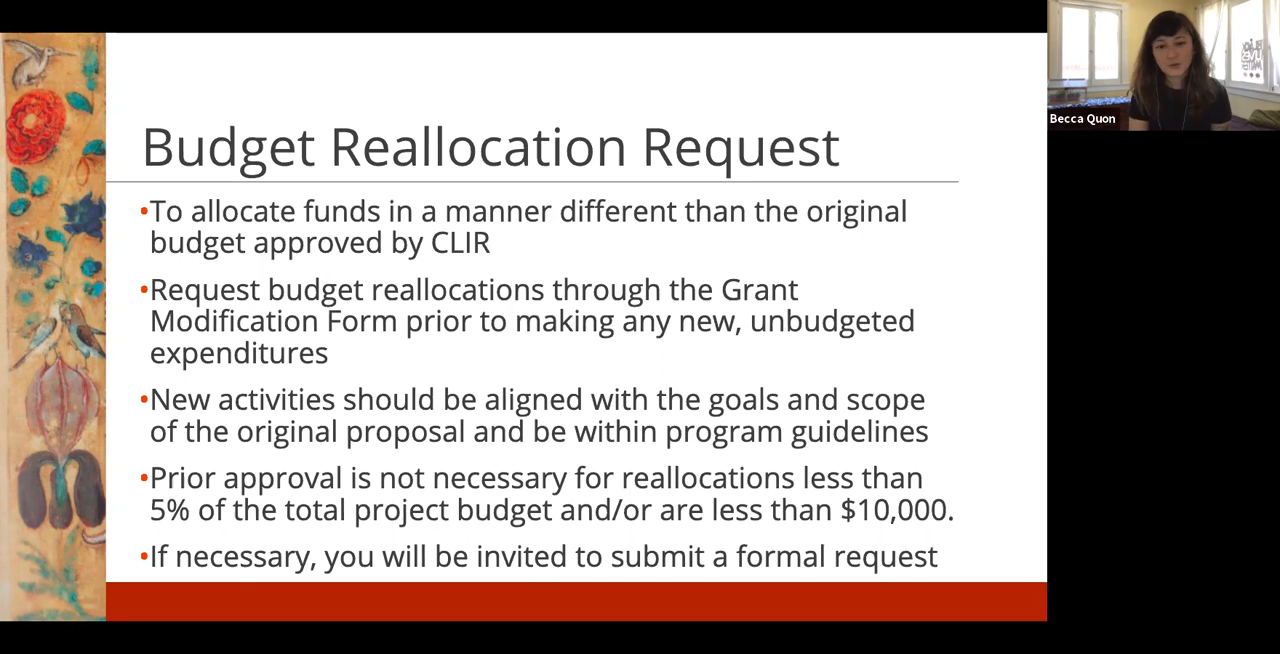 Budget Reallocation Request
•To allocate funds in a manner different than the original
budget approved by CLIR
•Request budget reallocations through the Grant
Modification Form prior to making any new, unbudgeted
expenditures
•New activities should be aligned with the goals and scope
of the original proposal and be within program guidelines
•Prior approval is not necessary for reallocations less than
5% of the total project budget and/or are less than $10,000.
•If necessary, you will be invited to submit a formal request
Becca Quon